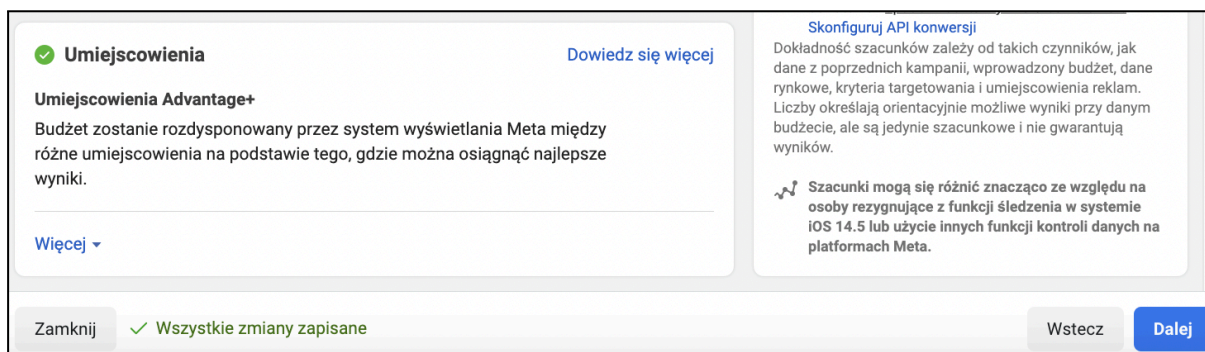 Umiejscowienia
Dowiedz się więcej
Umiejscowienia Advantage+
Budżet zostanie rozdysponowany przez system wyświetlania Meta między
różne umiejscowienia na podstawie tego, gdzie można osiągnąć najlepsze
wyniki.
Więcej
Skonfiguruj API konwersji
Dokładność szacunków zależy od takich czynników, jak
dane z poprzednich kampanii, wprowadzony budżet, dane
rynkowe, kryteria targetowania i umiejscowienia reklam.
Liczby określają orientacyjnie możliwe wyniki przy danym
budżecie, ale są jedynie szacunkowe i nie gwarantują
wyników.
Szacunki mogą się różnić znacząco ze względu na
osoby rezygnujące z funkcji śledzenia w systemie
iOS 14.5 lub użycie innych funkcji kontroli danych na
platformach Meta.
Zamknij
Wszystkie zmiany zapisane
Wstecz
Dalej